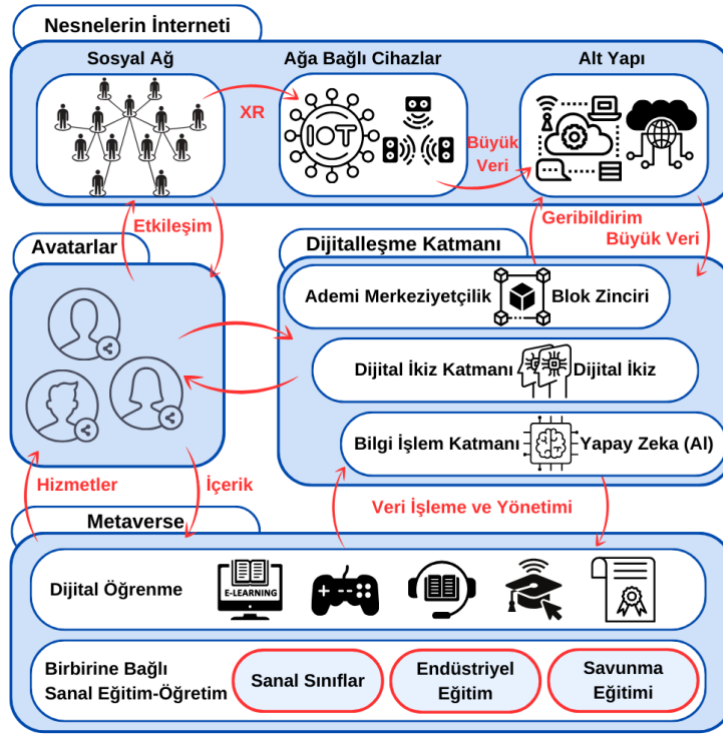 Nesnelerin İnterneti
Sosyal Ağ
Ağa Bağlı Cihazlar
Alt Yapı
XR
IOT
Büyük
Veri
Etkileşim
Geribildirim
Büyük Veri
Avatarlar
Dijitalleşme Katmanı
Ademi Merkeziyetçilik
Blok Zinciri
Dijital İkiz Katmanı
Dijital İkiz
Bilgi İşlem Katmanı
Yapay Zeka (AI)
Hizmetler
İçerik
Veri İşleme ve Yönetimi
Metaverse
Dijital Öğrenme
E-LEARNING
Birbirine Bağlı
Sanal Eğitim-Öğretim
Sanal Sınıflar
Endüstriyel
Eğitim
Savunma
Eğitimi